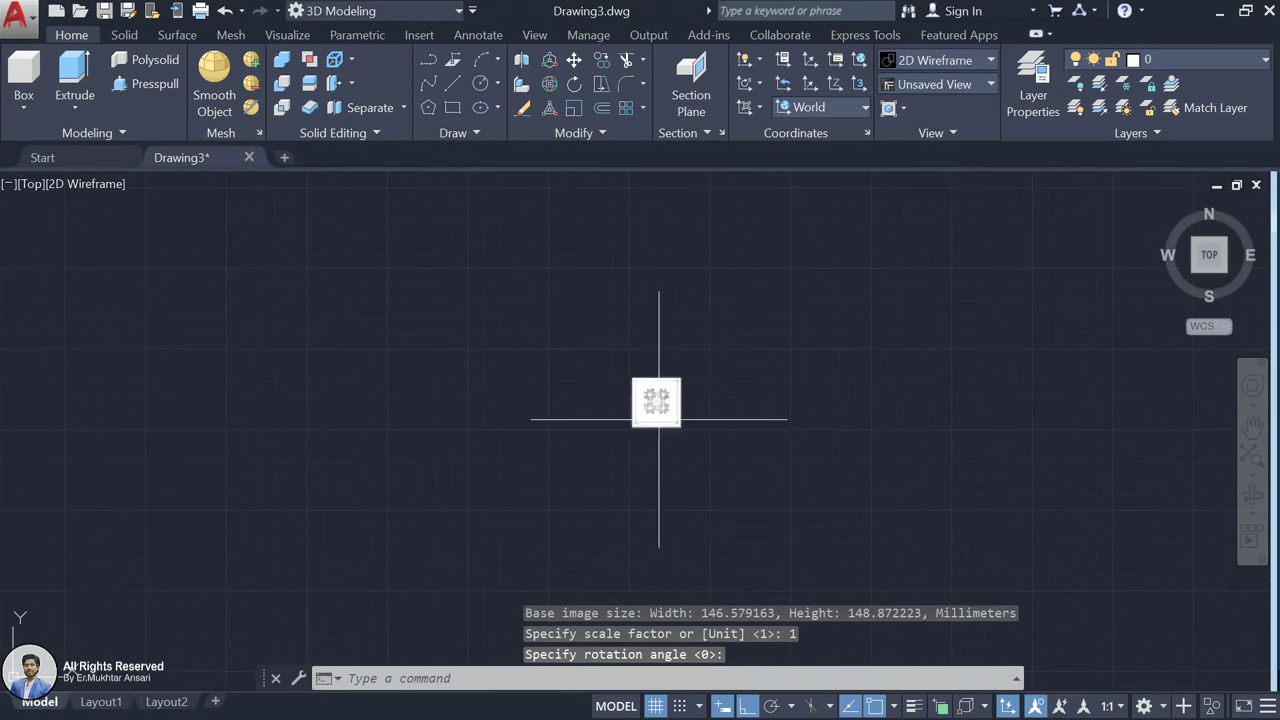 3D Modeling
Drawing3.dwg
Type a keyword or phrase
Sign In
Home
Solid
Surface
Mesh
Visualize
Parametric
Insert
Annotate
View
Manage
Output
Add-ins
Collaborate
Express Tools
Featured Apps
Box
Extrude
Polysolid
Presspull
Smooth
Object
Separate
Section
Plane
World
2D Wireframe
Unsaved View
Layer
Properties
0
Match Layer
Modeling
Mesh
Solid Editing
Draw
Modify
Section
Coordinates
View
Layers
Start
Drawing3*
[−][Top][2D Wireframe]
N
W
TOP
E
S
WCS
Base image size: Width: 146.579163, Height: 148.872223, Millimeters
Specify scale factor or [Unit] <1>: 1
Specify rotation angle <0>:
Y
All Rights Reserved
By Er.Mukhtar Ansari
Type a command
Model
Layout1
Layout2
MODEL
1:1